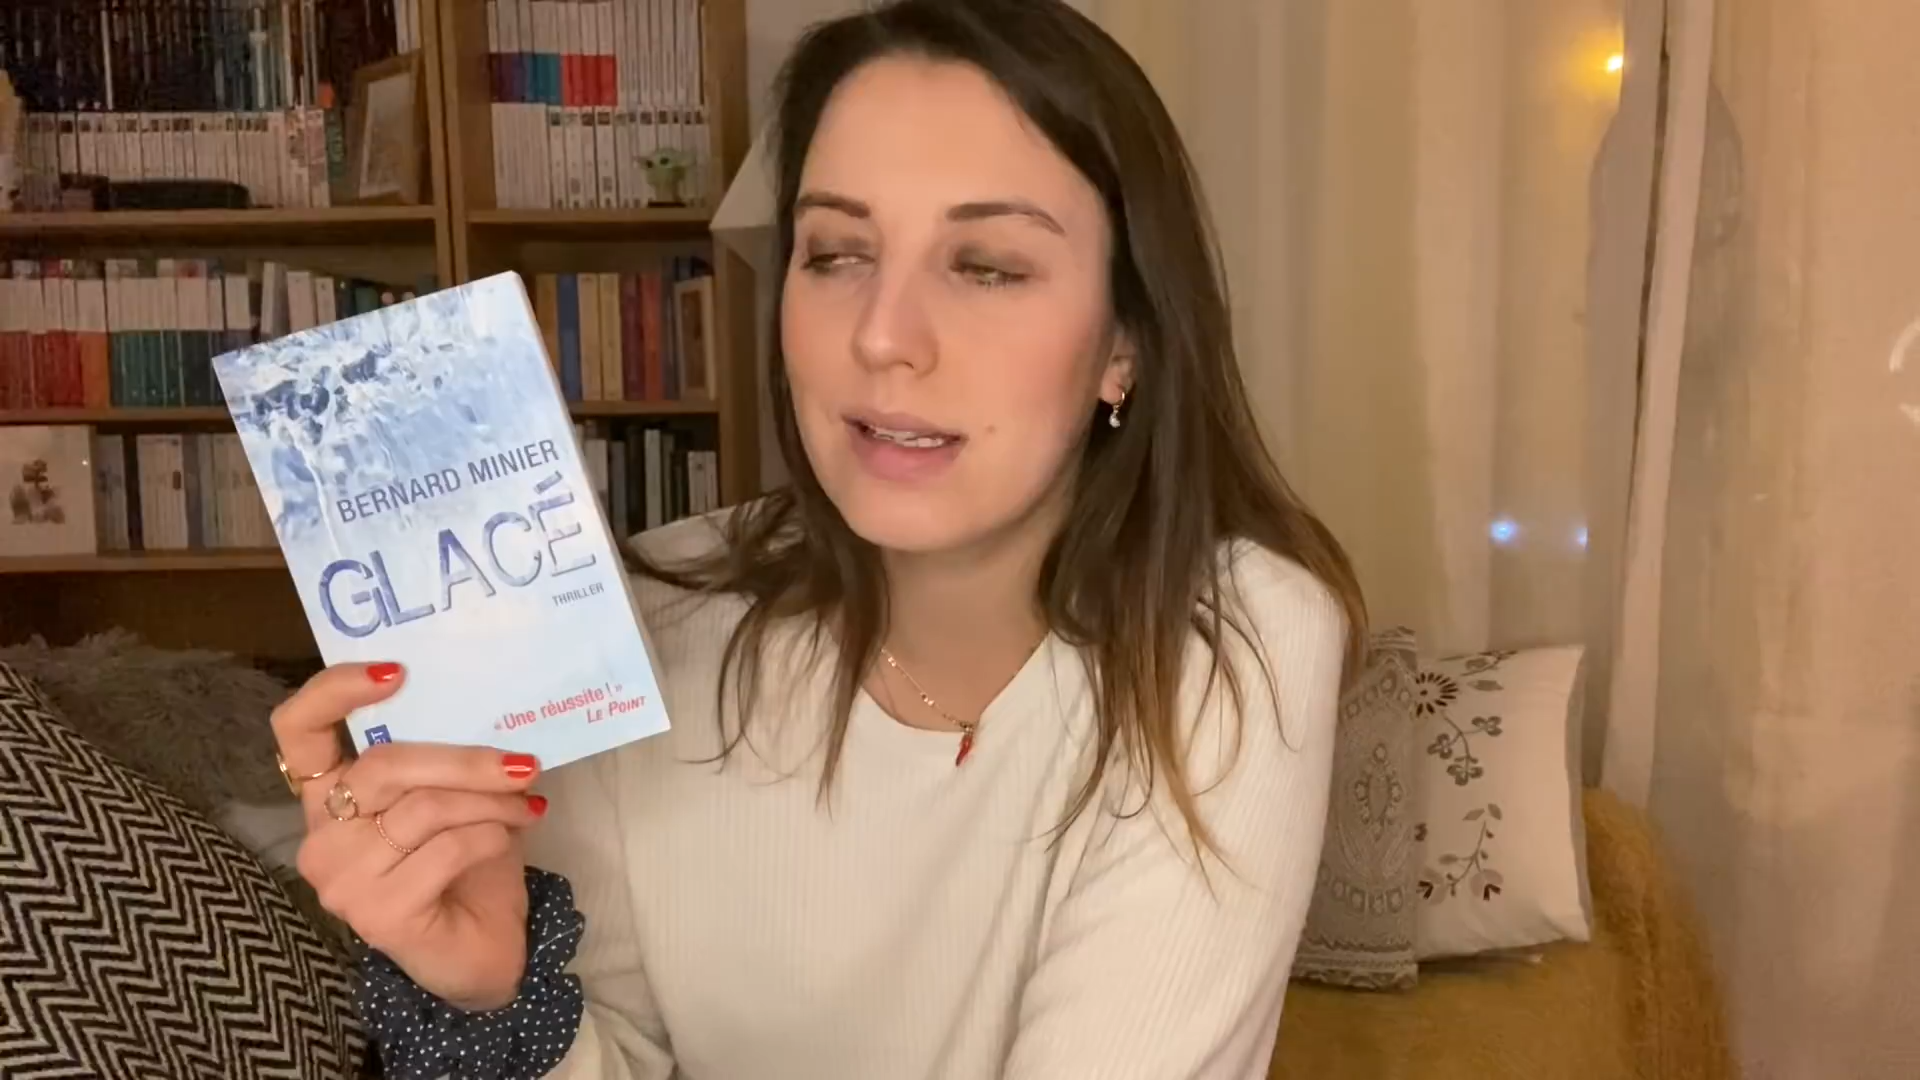 BERNARD MINIER
GLACÉ
THRILLER
« Une réussite ! »
LE POINT